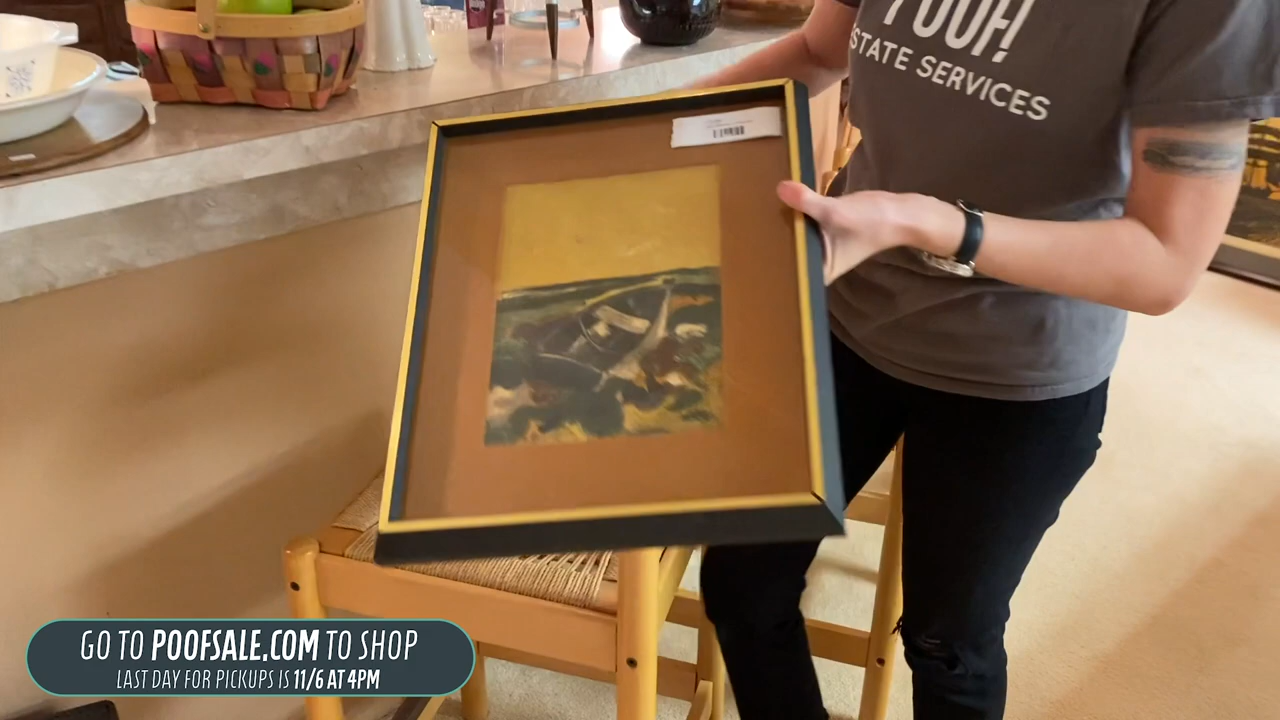 POOF!
STATE SERVICES
GO TO POOFSALE.COM TO SHOP
LAST DAY FOR PICKUPS IS 11/6 AT 4PM